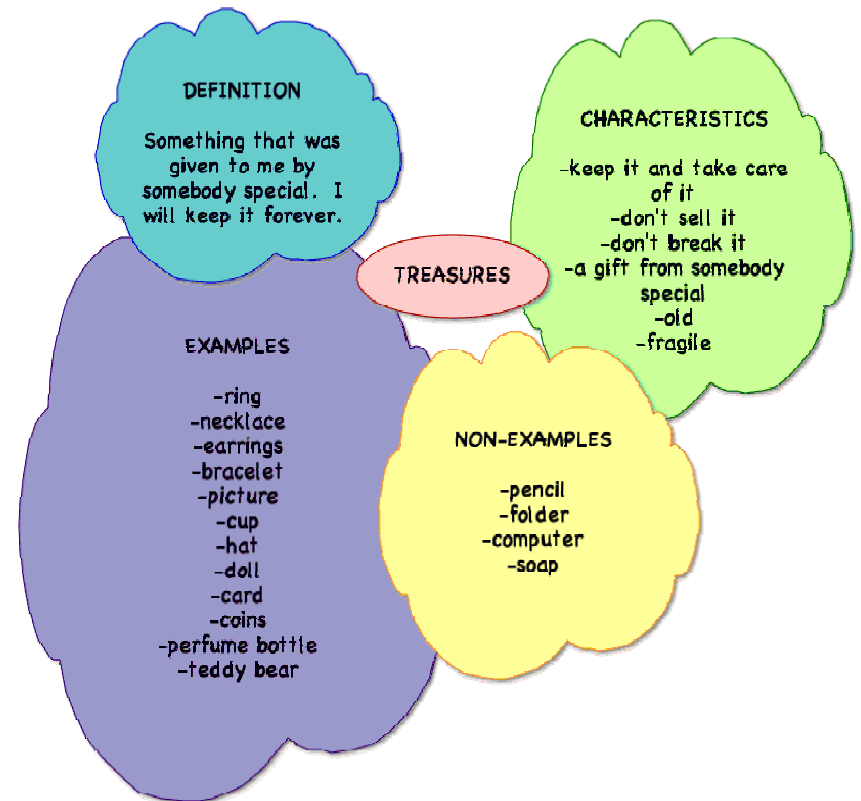 DEFINITION
Something that was
given to me by
somebody special.  I
will keep it forever.
CHARACTERISTICS
-keep it and take care
of it
-don't sell it
-don't break it
-a gift from somebody
special
-old
-fragile
TREASURES
EXAMPLES
-ring
-necklace
-earrings
-bracelet
-picture
-cup
-hat
-doll
-card
-coins
-perfume bottle
-teddy bear
NON-EXAMPLES
-pencil
-folder
-computer
-soap